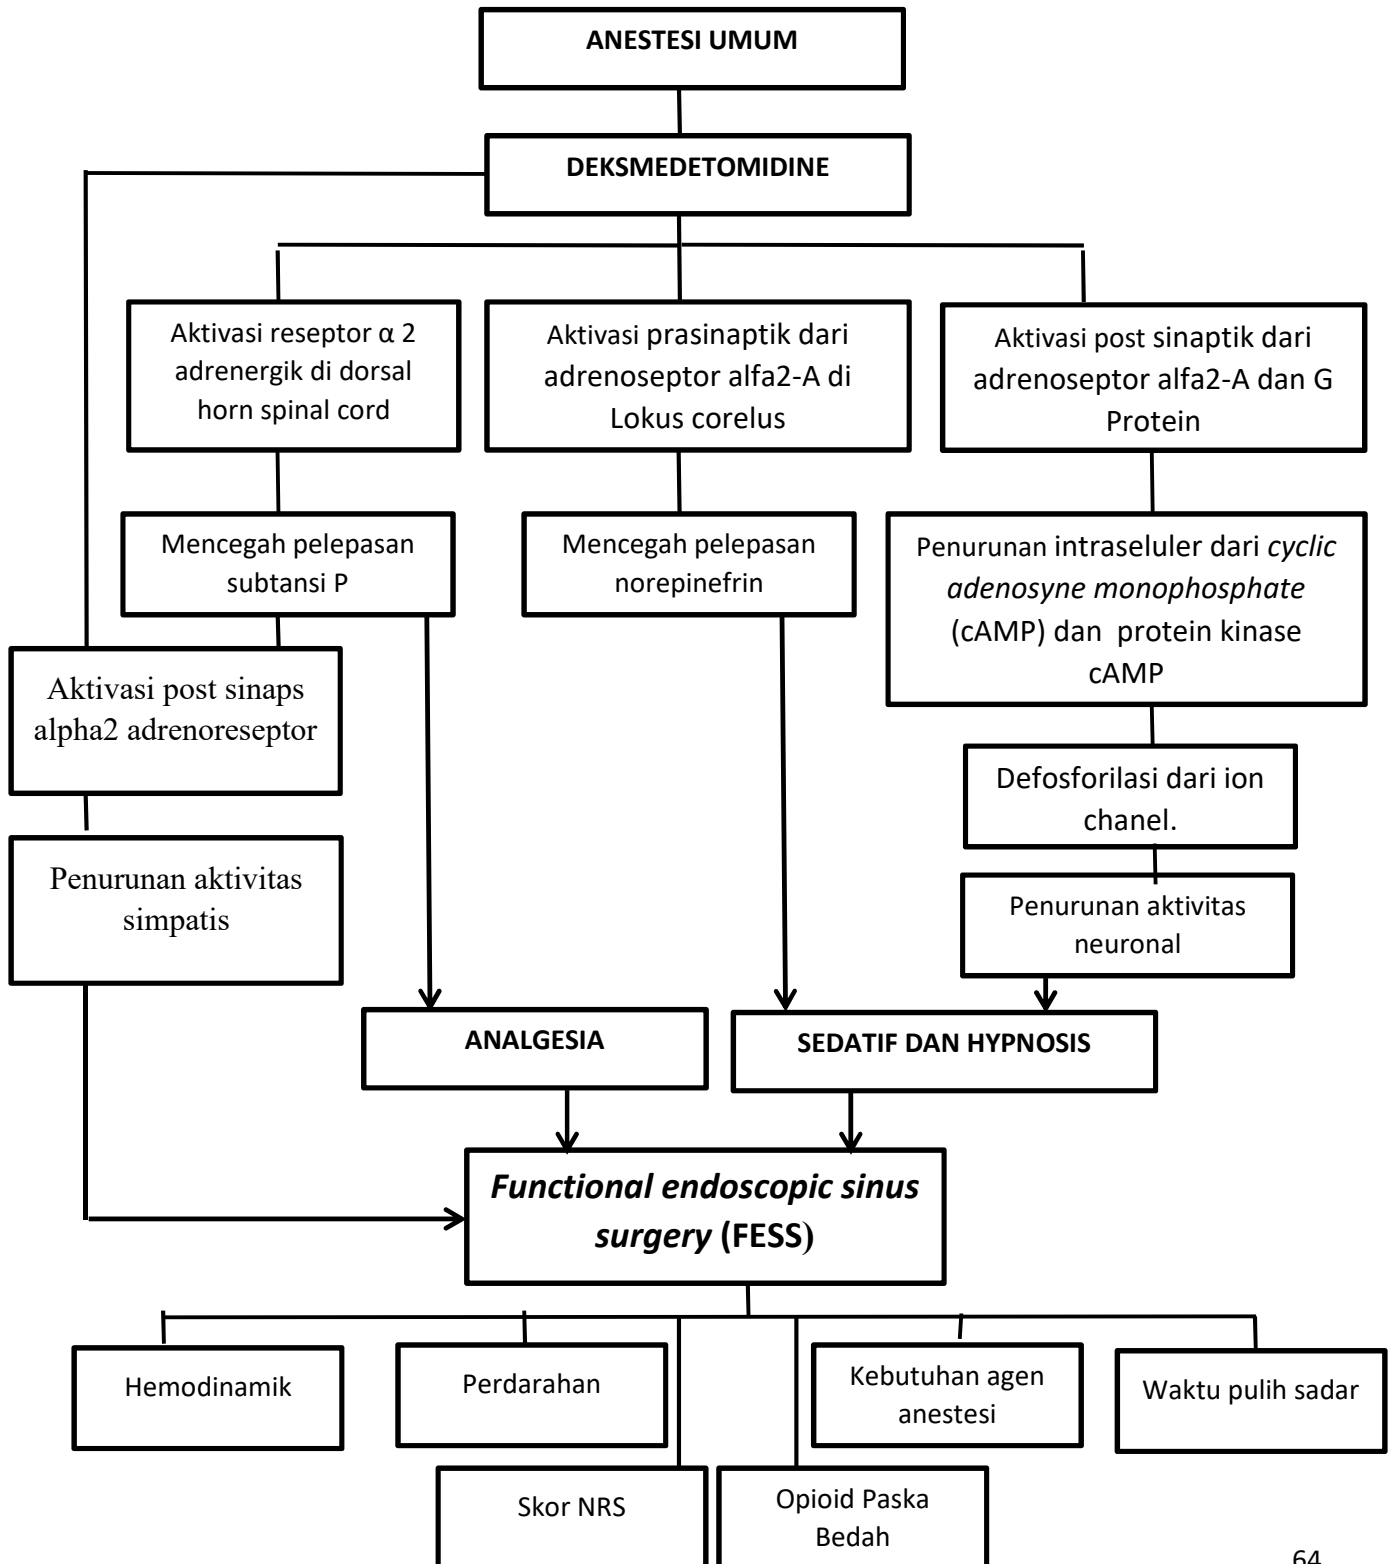 ANESTESI UMUM
DEKSMEDETOMIDINE
Aktivasi reseptor α 2
adrenergik di dorsal
horn spinal cord
Aktivasi prasinaptik dari
adrenoseptor alfa2-A di
Lokus corelus
Aktivasi post sinaptik dari
adrenoseptor alfa2-A dan G
Protein
Mencegah pelepasan
subtansi P
Mencegah pelepasan
norepinefrin
Penurunan intraseluler dari cyclic
adenosyne monophosphate
(cAMP) dan protein kinase
cAMP
Aktivasi post sinaps
alpha2 adrenoreseptor
Defosforilasi dari ion
chanel.
Penurunan aktivitas
simpatis
Penurunan aktivitas
neuronal
ANALGESIA
SEDATIF DAN HYPNOSIS
Functional endoscopic sinus
surgery (FESS)
Hemodinamik
Perdarahan
Kebutuhan agen
anestesi
Waktu pulih sadar
Skor NRS
Opioid Paska
Bedah
64